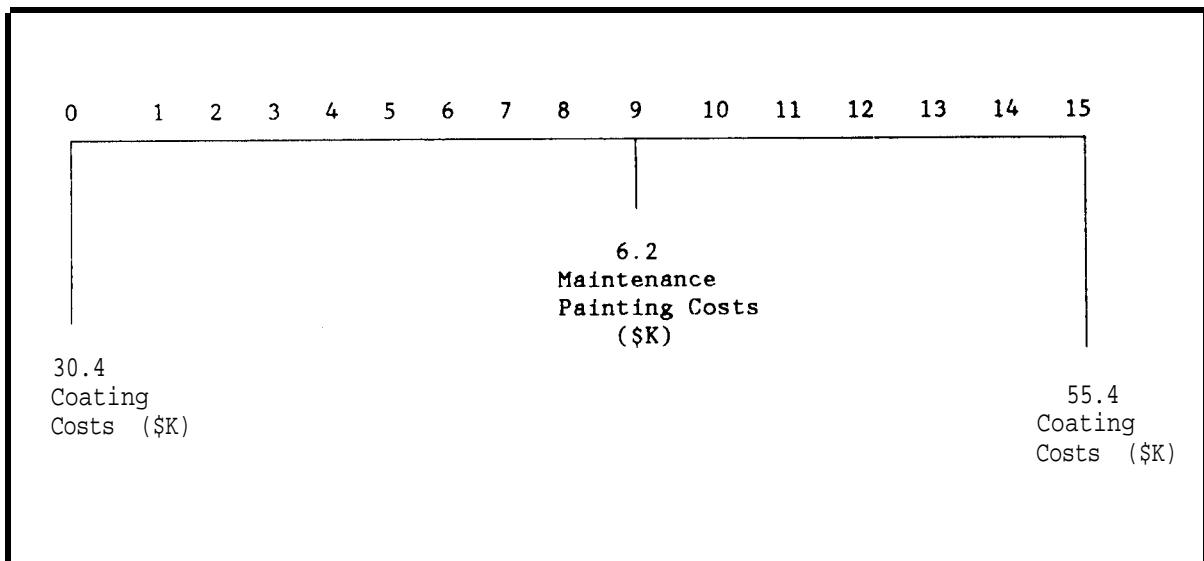 0 1 2 3 4 5 6 7 8 9 10 11 12 13 14 15
6.2
Maintenance
Painting Costs
($K)
30.4
Coating
Costs ($K)
55.4
Coating
Costs ($K)